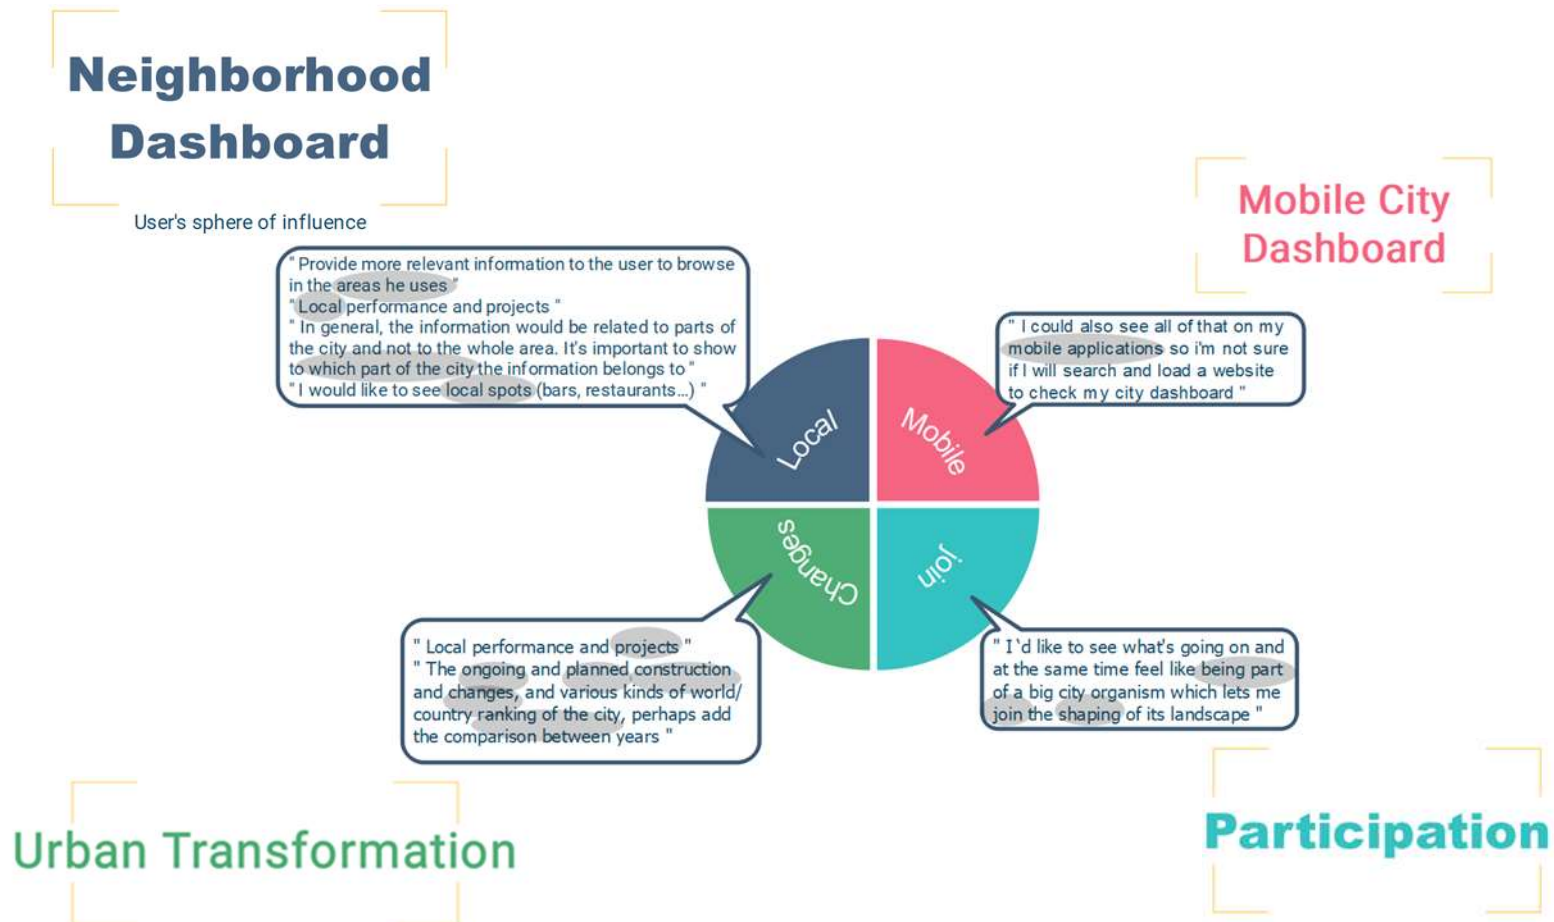 Neighborhood
Dashboard
User's sphere of influence
" Provide more relevant information to the user to browse
in the areas he uses "
" Local performance and projects "
" In general, the information would be related to parts of
the city and not to the whole area. It's important to show
to which part of the city the information belongs to "
" I would like to see local spots (bars, restaurants...) "
Mobile City
Dashboard
" I could also see all of that on my
mobile applications so i'm not sure
if I will search and load a website
to check my city dashboard "
Local
Mobile
Changes
join
" Local performance and projects "
" The ongoing and planned construction
and changes, and various kinds of world/
country ranking of the city, perhaps add
the comparison between years "
" I`d like to see what's going on and
at the same time feel like being part
of a big city organism which lets me
join the shaping of its landscape "
Urban Transformation
Participation